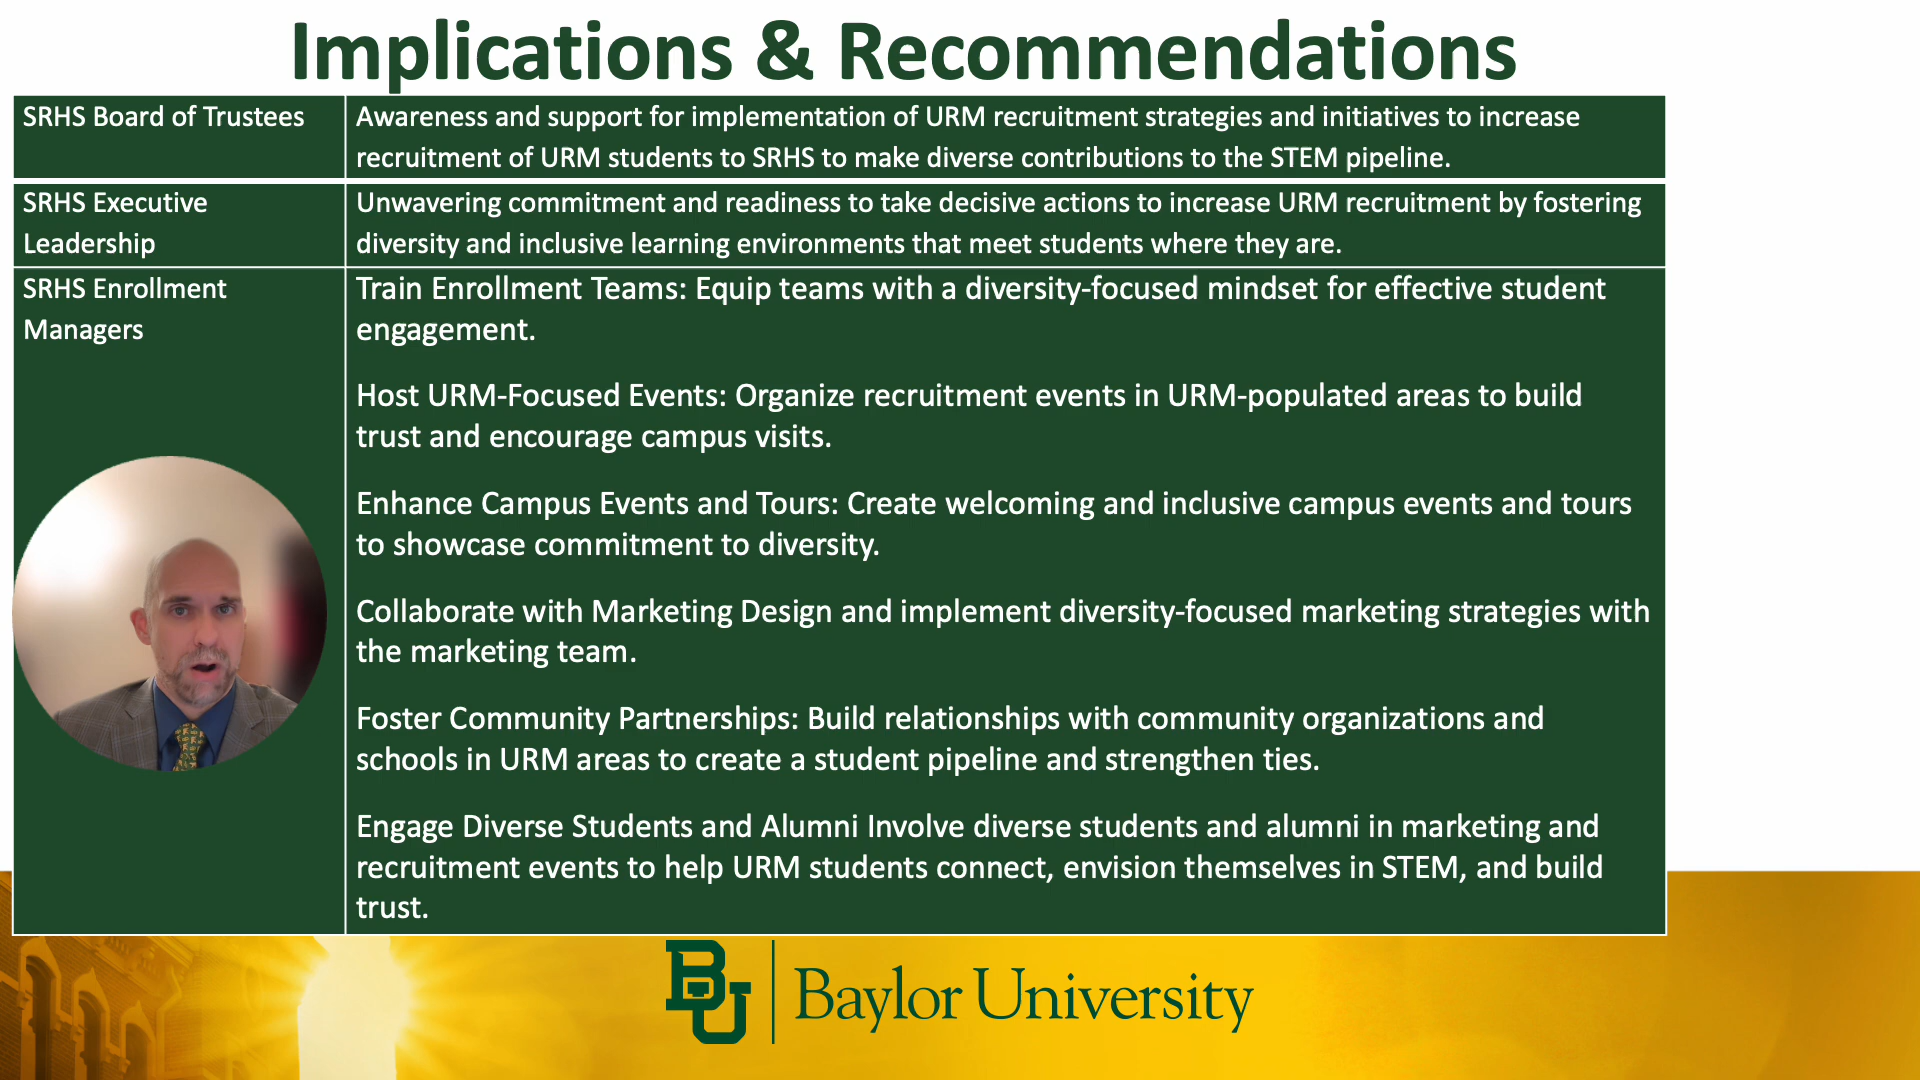 Implications & Recommendations
SRHS Board of Trustees
Awareness and support for implementation of URM recruitment strategies and initiatives to increase
recruitment of URM students to SRHS to make diverse contributions to the STEM pipeline.
SRHS Executive
Leadership
Unwavering commitment and readiness to take decisive actions to increase URM recruitment by fostering
diversity and inclusive learning environments that meet students where they are.
SRHS Enrollment
Managers
Train Enrollment Teams: Equip teams with a diversity-focused mindset for effective student
engagement.
Host URM-Focused Events: Organize recruitment events in URM-populated areas to build
trust and encourage campus visits.
Enhance Campus Events and Tours: Create welcoming and inclusive campus events and tours
to showcase commitment to diversity.
Collaborate with Marketing Design and implement diversity-focused marketing strategies with
the marketing team.
Foster Community Partnerships: Build relationships with community organizations and
schools in URM areas to create a student pipeline and strengthen ties.
Engage Diverse Students and Alumni Involve diverse students and alumni in marketing and
recruitment events to help URM students connect, envision themselves in STEM, and build
trust.
BU Baylor University